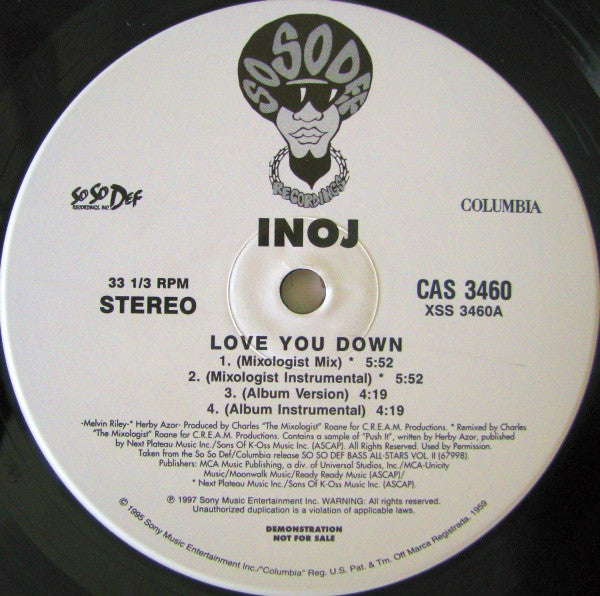 SO SO DEF
RECORDINGS
So So Def
RECORDINGS, INC.
COLUMBIA
INOJ
33 1/3 RPM
STEREO
CAS 3460
XSS 3460A
LOVE YOU DOWN
1. (Mixologist Mix) * 5:52
2. (Mixologist Instrumental) * 5:52
3. (Album Version) 4:19
4. (Album Instrumental) 4:19
-Melvin Riley-* Herby Azor- Produced by Charles "The Mixologist" Roane for C.R.E.A.M. Productions. * Remixed by Charles
"The Mixologist" Roane for C.R.E.A.M. Productions. Contains a sample of "Push It", written by Herby Azor, published
by Next Plateau Music Inc./Sons Of K-Oss Music Inc. (ASCAP). All Rights Reserved. Used by Permission.
Taken from the So So Def/Columbia release SO SO DEF BASS ALL-STARS VOL II (67998).
Publishers: MCA Music Publishing, a div. of Universal Studios, Inc./MCA-Unicity
Music/Moonwalk Music/Ready Ready Music (ASCAP)/
* Next Plateau Music Inc./Sons Of K-Oss Music Inc. (ASCAP).
℗ 1997 Sony Music Entertainment Inc. WARNING: All rights reserved.
Unauthorized duplication is a violation of applicable laws.
DEMONSTRATION
NOT FOR SALE
© 1995 Sony Music Entertainment Inc./"Columbia" Reg. U.S. Pat. & Tm. Off Marca Registrada, 1959